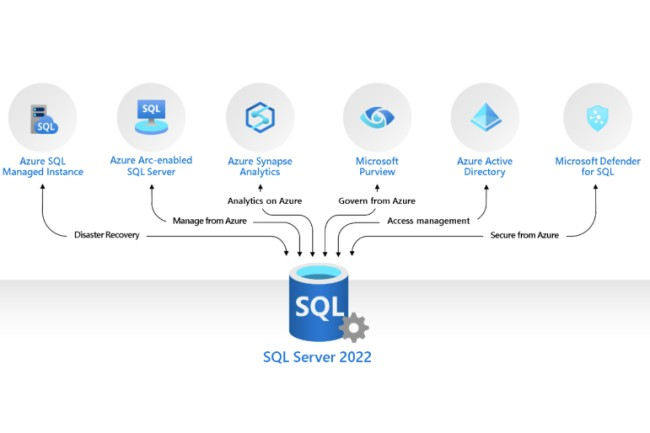 SQL
SQL
Azure SQL
Managed Instance
Azure Arc-enabled
SQL Server
Azure Synapse
Analytics
Microsoft
Purview
Azure Active
Directory
Microsoft Defender
for SQL
Analytics on Azure
Govern from Azure
Manage from Azure
Access management
Disaster Recovery
Secure from Azure
SQL
SQL Server 2022